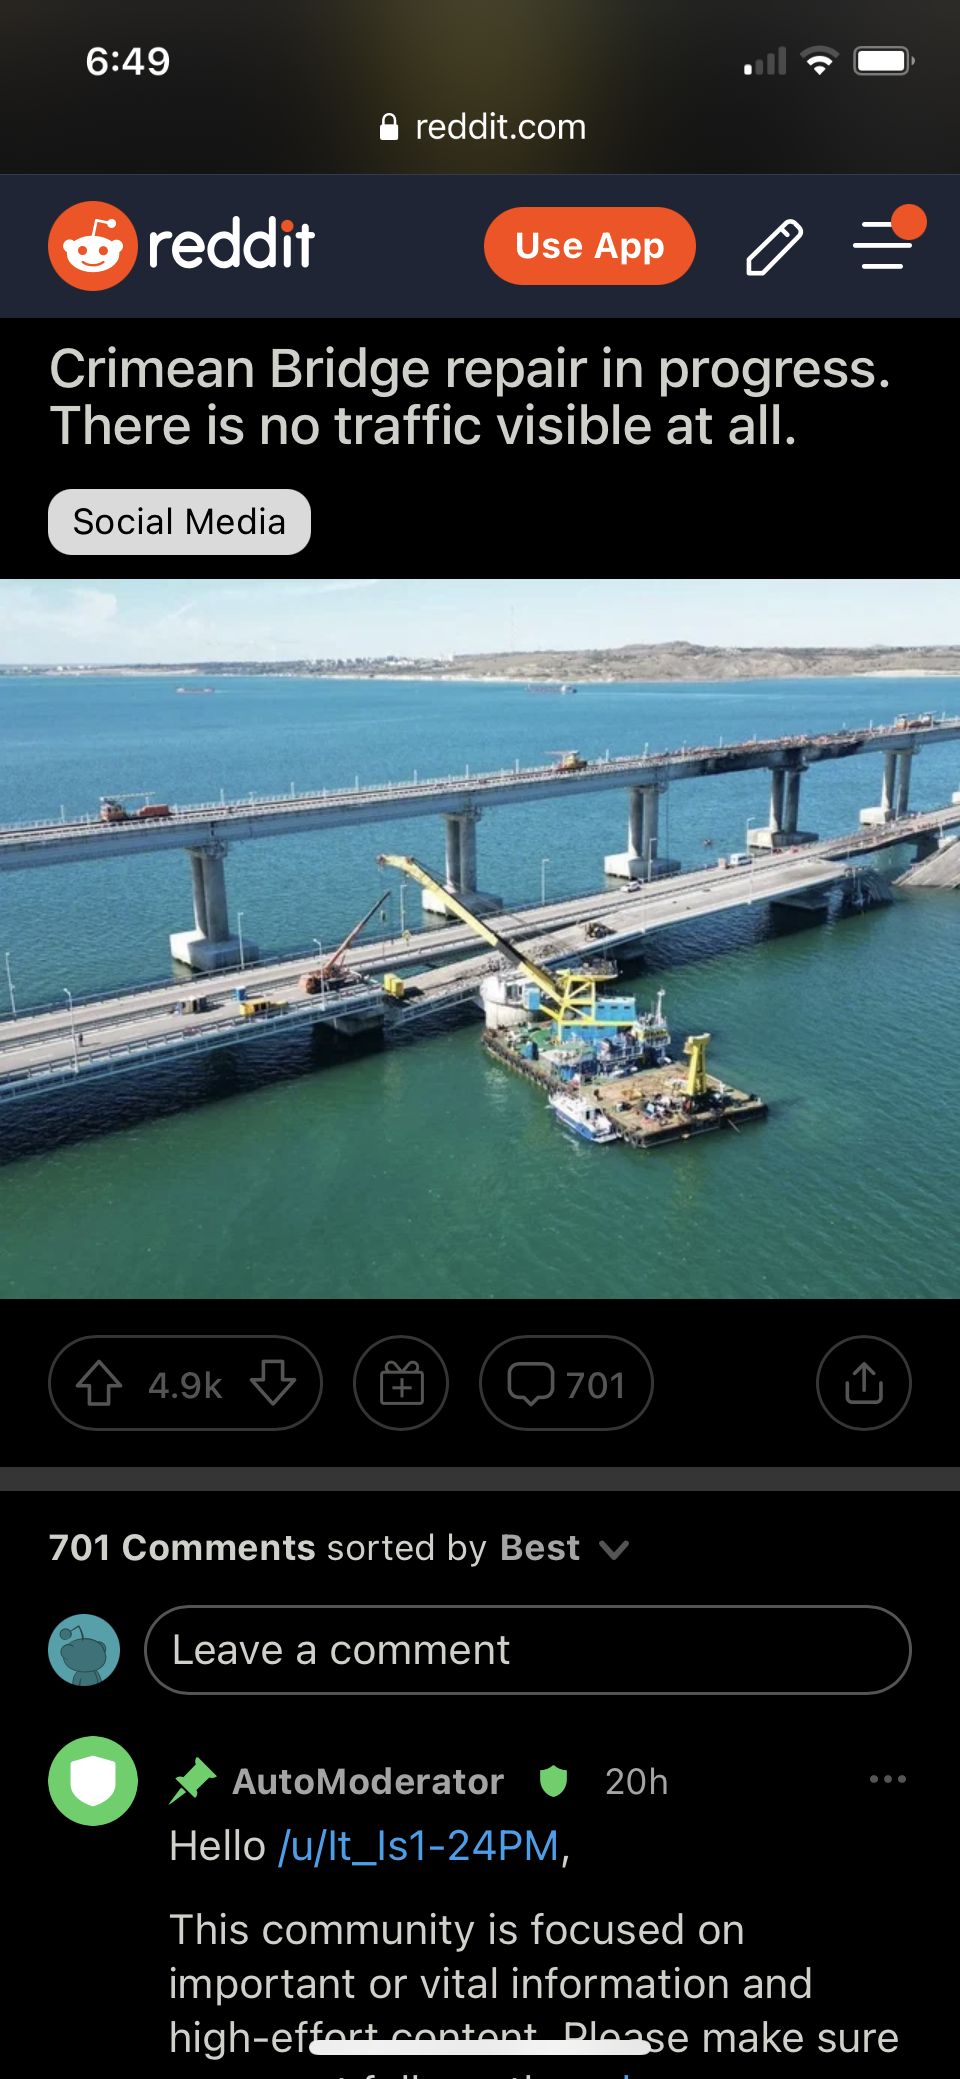 6:49
reddit.com
reddit
Use App
Crimean Bridge repair in progress.
There is no traffic visible at all.
Social Media
4.9k
701
701 Comments sorted by Best
Leave a comment
AutoModerator 20h
Hello /u/It_Is1-24PM,
This community is focused on
important or vital information and
high-effort content. Please make sure